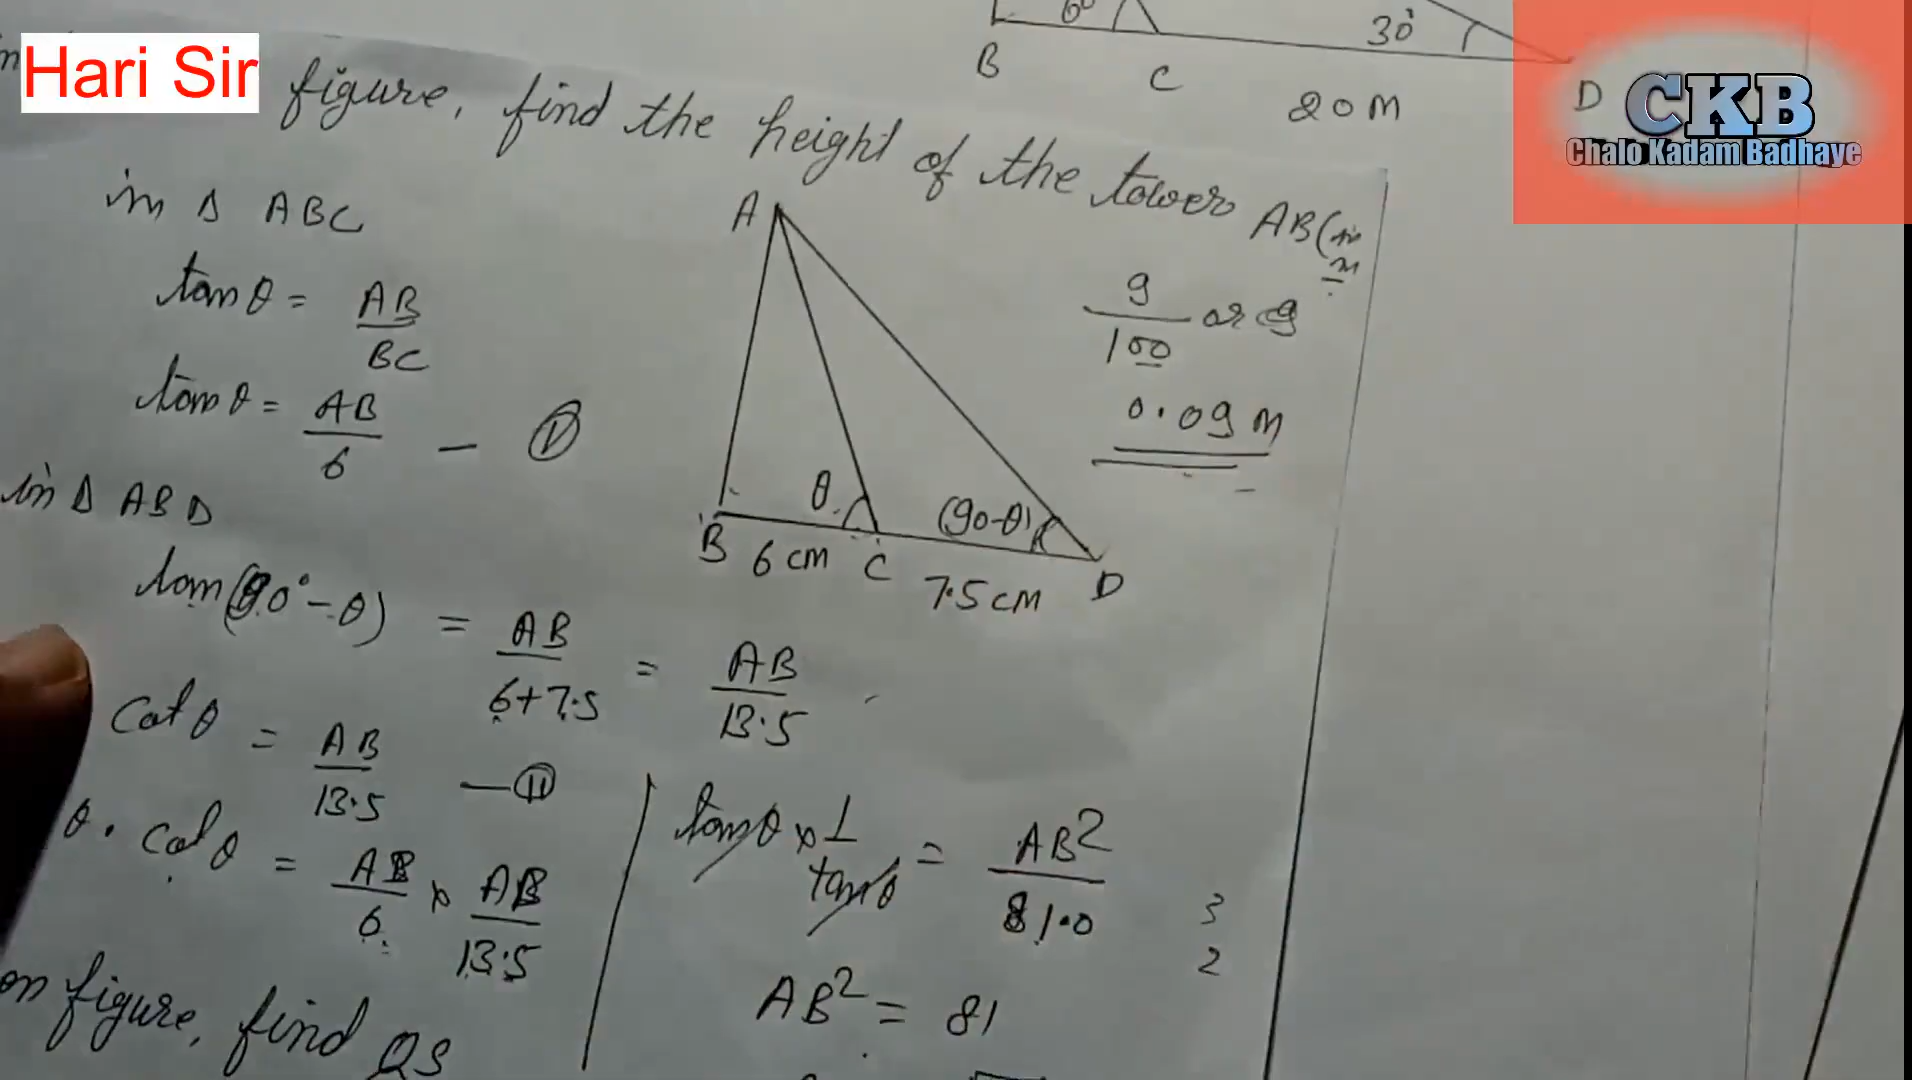 Hari Sir
CKB
Chalo Kadam Badhaye
30°
B C D
20 M
figure, find the height of the tower AB (in m
in Δ ABC
tan θ = AB/BC
tan θ = AB/6 — I
in Δ ABD
tan(90° - θ) = AB/6+7.5 = AB/13.5
cot θ = AB/13.5 — II
θ . cot θ = AB/6 × AB/13.5
on figure, find QS
A
θ (90-θ)
B 6 cm C 7.5 cm D
9/100 or
0.09 M
tan θ × 1/tan θ = AB²/81.0
3
2
AB² = 81